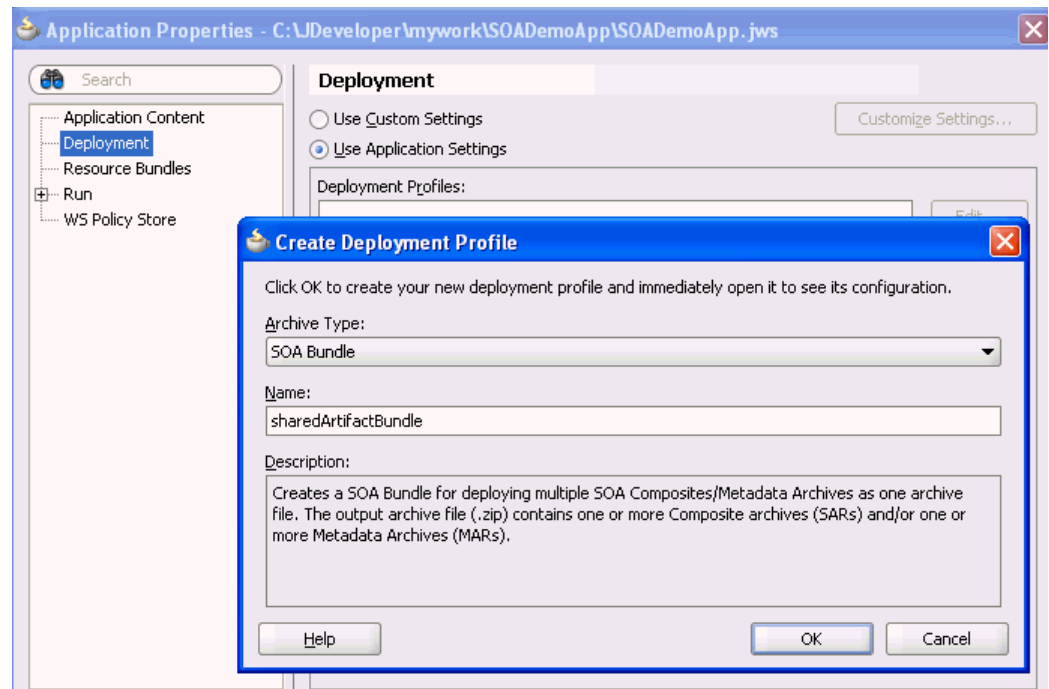 Application Properties - C:\JDeveloper\mywork\SOADemoApp\SOADemoApp.jws
Search
Application Content
Deployment
Resource Bundles
Run
WS Policy Store
Deployment
Use Custom Settings
Customize Settings...
Use Application Settings
Deployment Profiles:
Edit...
Create Deployment Profile
Click OK to create your new deployment profile and immediately open it to see its configuration.
Archive Type:
SOA Bundle
Name:
sharedArtifactBundle
Description:
Creates a SOA Bundle for deploying multiple SOA Composites/Metadata Archives as one archive
file. The output archive file (.zip) contains one or more Composite archives (SARs) and/or one or
more Metadata Archives (MARs).
Help
OK
Cancel